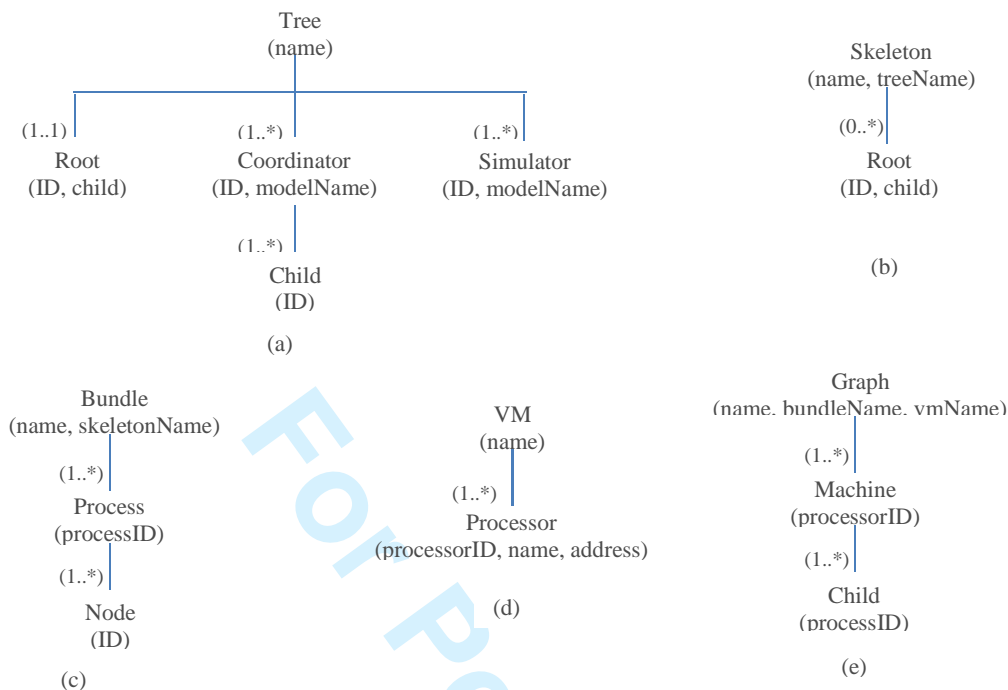 Tree
(name)
(1..1)
(1..*)
(1..*)
Root
(ID, child)
Coordinator
(ID, modelName)
Simulator
(ID, modelName)
(1..*)
Child
(ID)
(a)
Skeleton
(name, treeName)
(0..*)
Root
(ID, child)
(b)
Bundle
(name, skeletonName)
(1..*)
Process
(processID)
(1..*)
Node
(ID)
(c)
VM
(name)
(1..*)
Processor
(processorID, name, address)
(d)
Graph
(name, bundleName, vmName)
(1..*)
Machine
(processorID)
(1..*)
Child
(processID)
(e)
For Pe